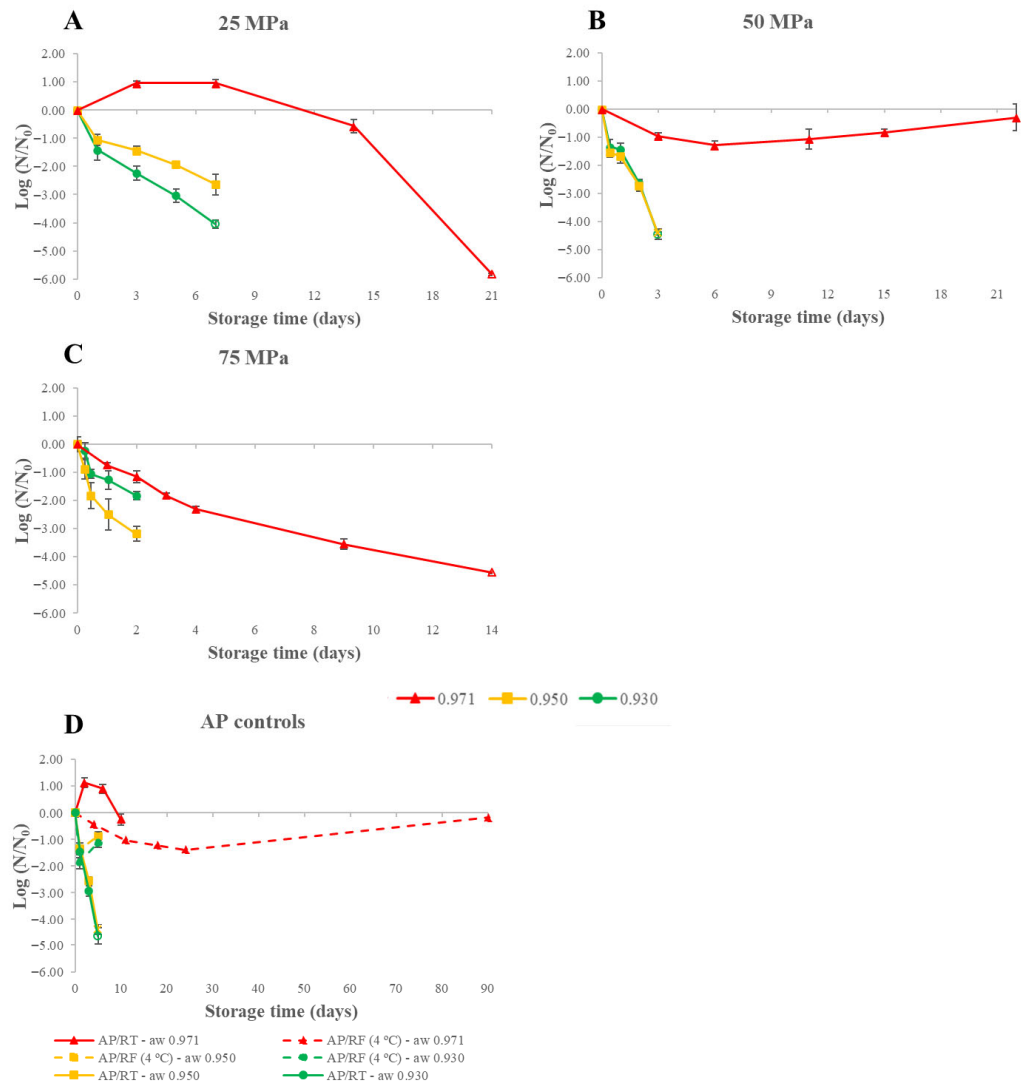 A
25 MPa
2.00
1.00
0.00
−1.00
−2.00
−3.00
−4.00
−5.00
−6.00
Log (N/N₀)
0 3 6 9 12 15 18 21
Storage time (days)
B
50 MPa
2.00
1.00
0.00
−1.00
−2.00
−3.00
−4.00
−5.00
−6.00
Log (N/N₀)
0 3 6 9 12 15 18 21
Storage time (days)
C
75 MPa
2.00
1.00
0.00
−1.00
−2.00
−3.00
−4.00
−5.00
−6.00
Log (N/N₀)
0 2 4 6 8 10 12 14
Storage time (days)
0.971 0.950 0.930
D
AP controls
2.00
1.00
0.00
−1.00
−2.00
−3.00
−4.00
−5.00
−6.00
Log (N/N₀)
0 10 20 30 40 50 60 70 80 90
Storage time (days)
AP/RT - aw 0.971 AP/RF (4 ºC) - aw 0.971
AP/RF (4 ºC) - aw 0.950 AP/RF (4 ºC) - aw 0.930
AP/RT - aw 0.950 AP/RT - aw 0.930